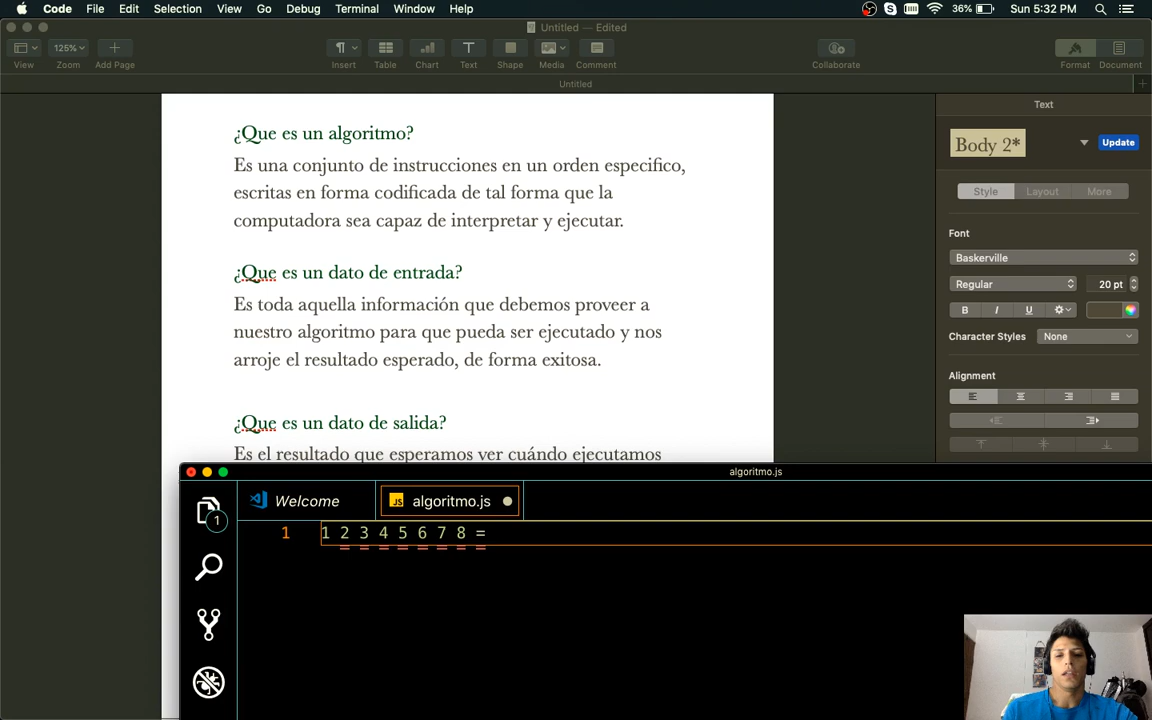 Code File Edit Selection View Go Debug Terminal Window Help 36% Sun 5:32 PM
Untitled — Edited
125%
View Zoom Add Page Insert Table Chart Text Shape Media Comment Collaborate Format Document
Untitled
Text
Body 2* Update
Style Layout More
Font
Baskerville
Regular 20 pt
B I U
Character Styles None
Alignment
¿Que es un algoritmo?
Es una conjunto de instrucciones en un orden especifico,
escritas en forma codificada de tal forma que la
computadora sea capaz de interpretar y ejecutar.
¿Que es un dato de entrada?
Es toda aquella información que debemos proveer a
nuestro algoritmo para que pueda ser ejecutado y nos
arroje el resultado esperado, de forma exitosa.
¿Que es un dato de salida?
Es el resultado que esperamos ver cuándo ejecutamos
algoritmo.js
Welcome JS algoritmo.js
1
1 1 2 3 4 5 6 7 8 =